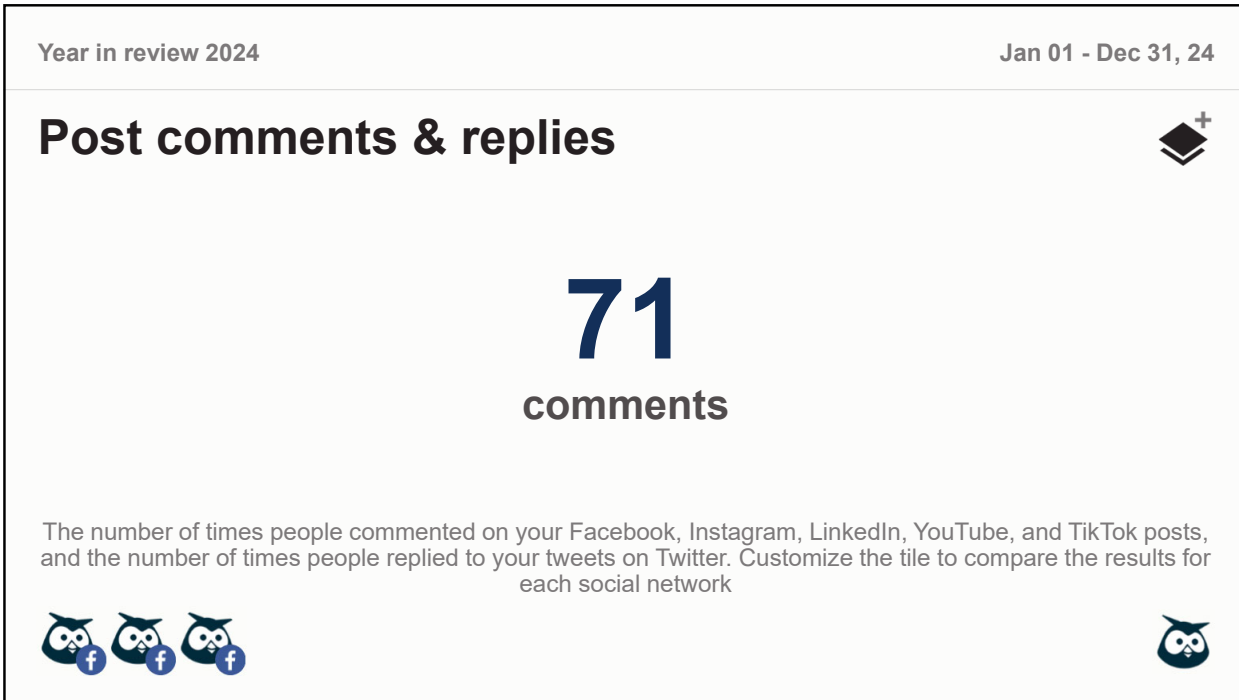 Year in review 2024
Jan 01 - Dec 31, 24
Post comments & replies
71
comments
The number of times people commented on your Facebook, Instagram, LinkedIn, YouTube, and TikTok posts,
and the number of times people replied to your tweets on Twitter. Customize the tile to compare the results for
each social network